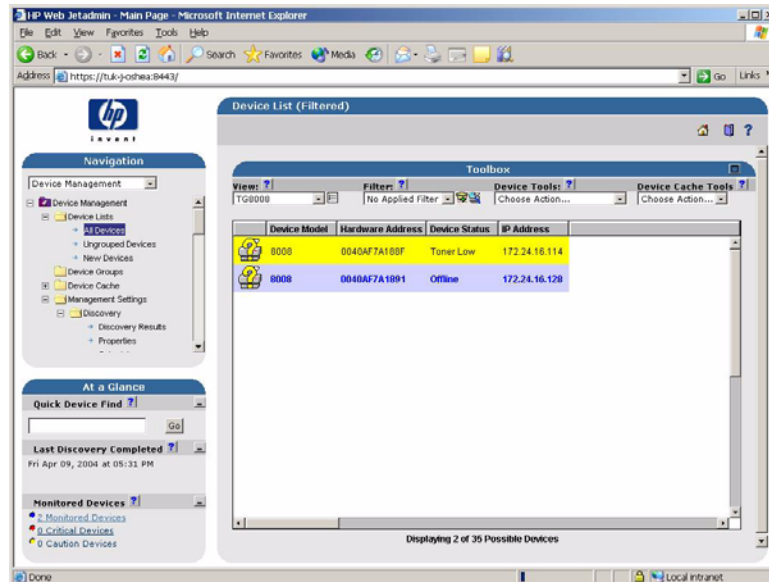 HP Web Jetadmin - Main Page - Microsoft Internet Explorer
File Edit View Favorites Tools Help
Back Search Favorites Media
Address https://tuk-j-oshea:8443/ Go Links
hp
invent
Device List (Filtered)
?
Navigation
Device Management
Device Management
Device Lists
All Devices
Ungrouped Devices
New Devices
Device Groups
Device Cache
Management Settings
Discovery
Discovery Results
Properties
Toolbox
View: ? Filter: ? Device Tools: ? Device Cache Tools ?
TG8008 No Applied Filter Choose Action... Choose Action...
Device Model Hardware Address Device Status IP Address
8008 0040AF7A188F Toner Low 172.24.16.114
8008 0040AF7A1891 Offline 172.24.16.128
Displaying 2 of 35 Possible Devices
At a Glance
Quick Device Find ?
Go
Last Discovery Completed ?
Fri Apr 09, 2004 at 05:31 PM
Monitored Devices ?
2 Monitored Devices
0 Critical Devices
0 Caution Devices
Done Local intranet